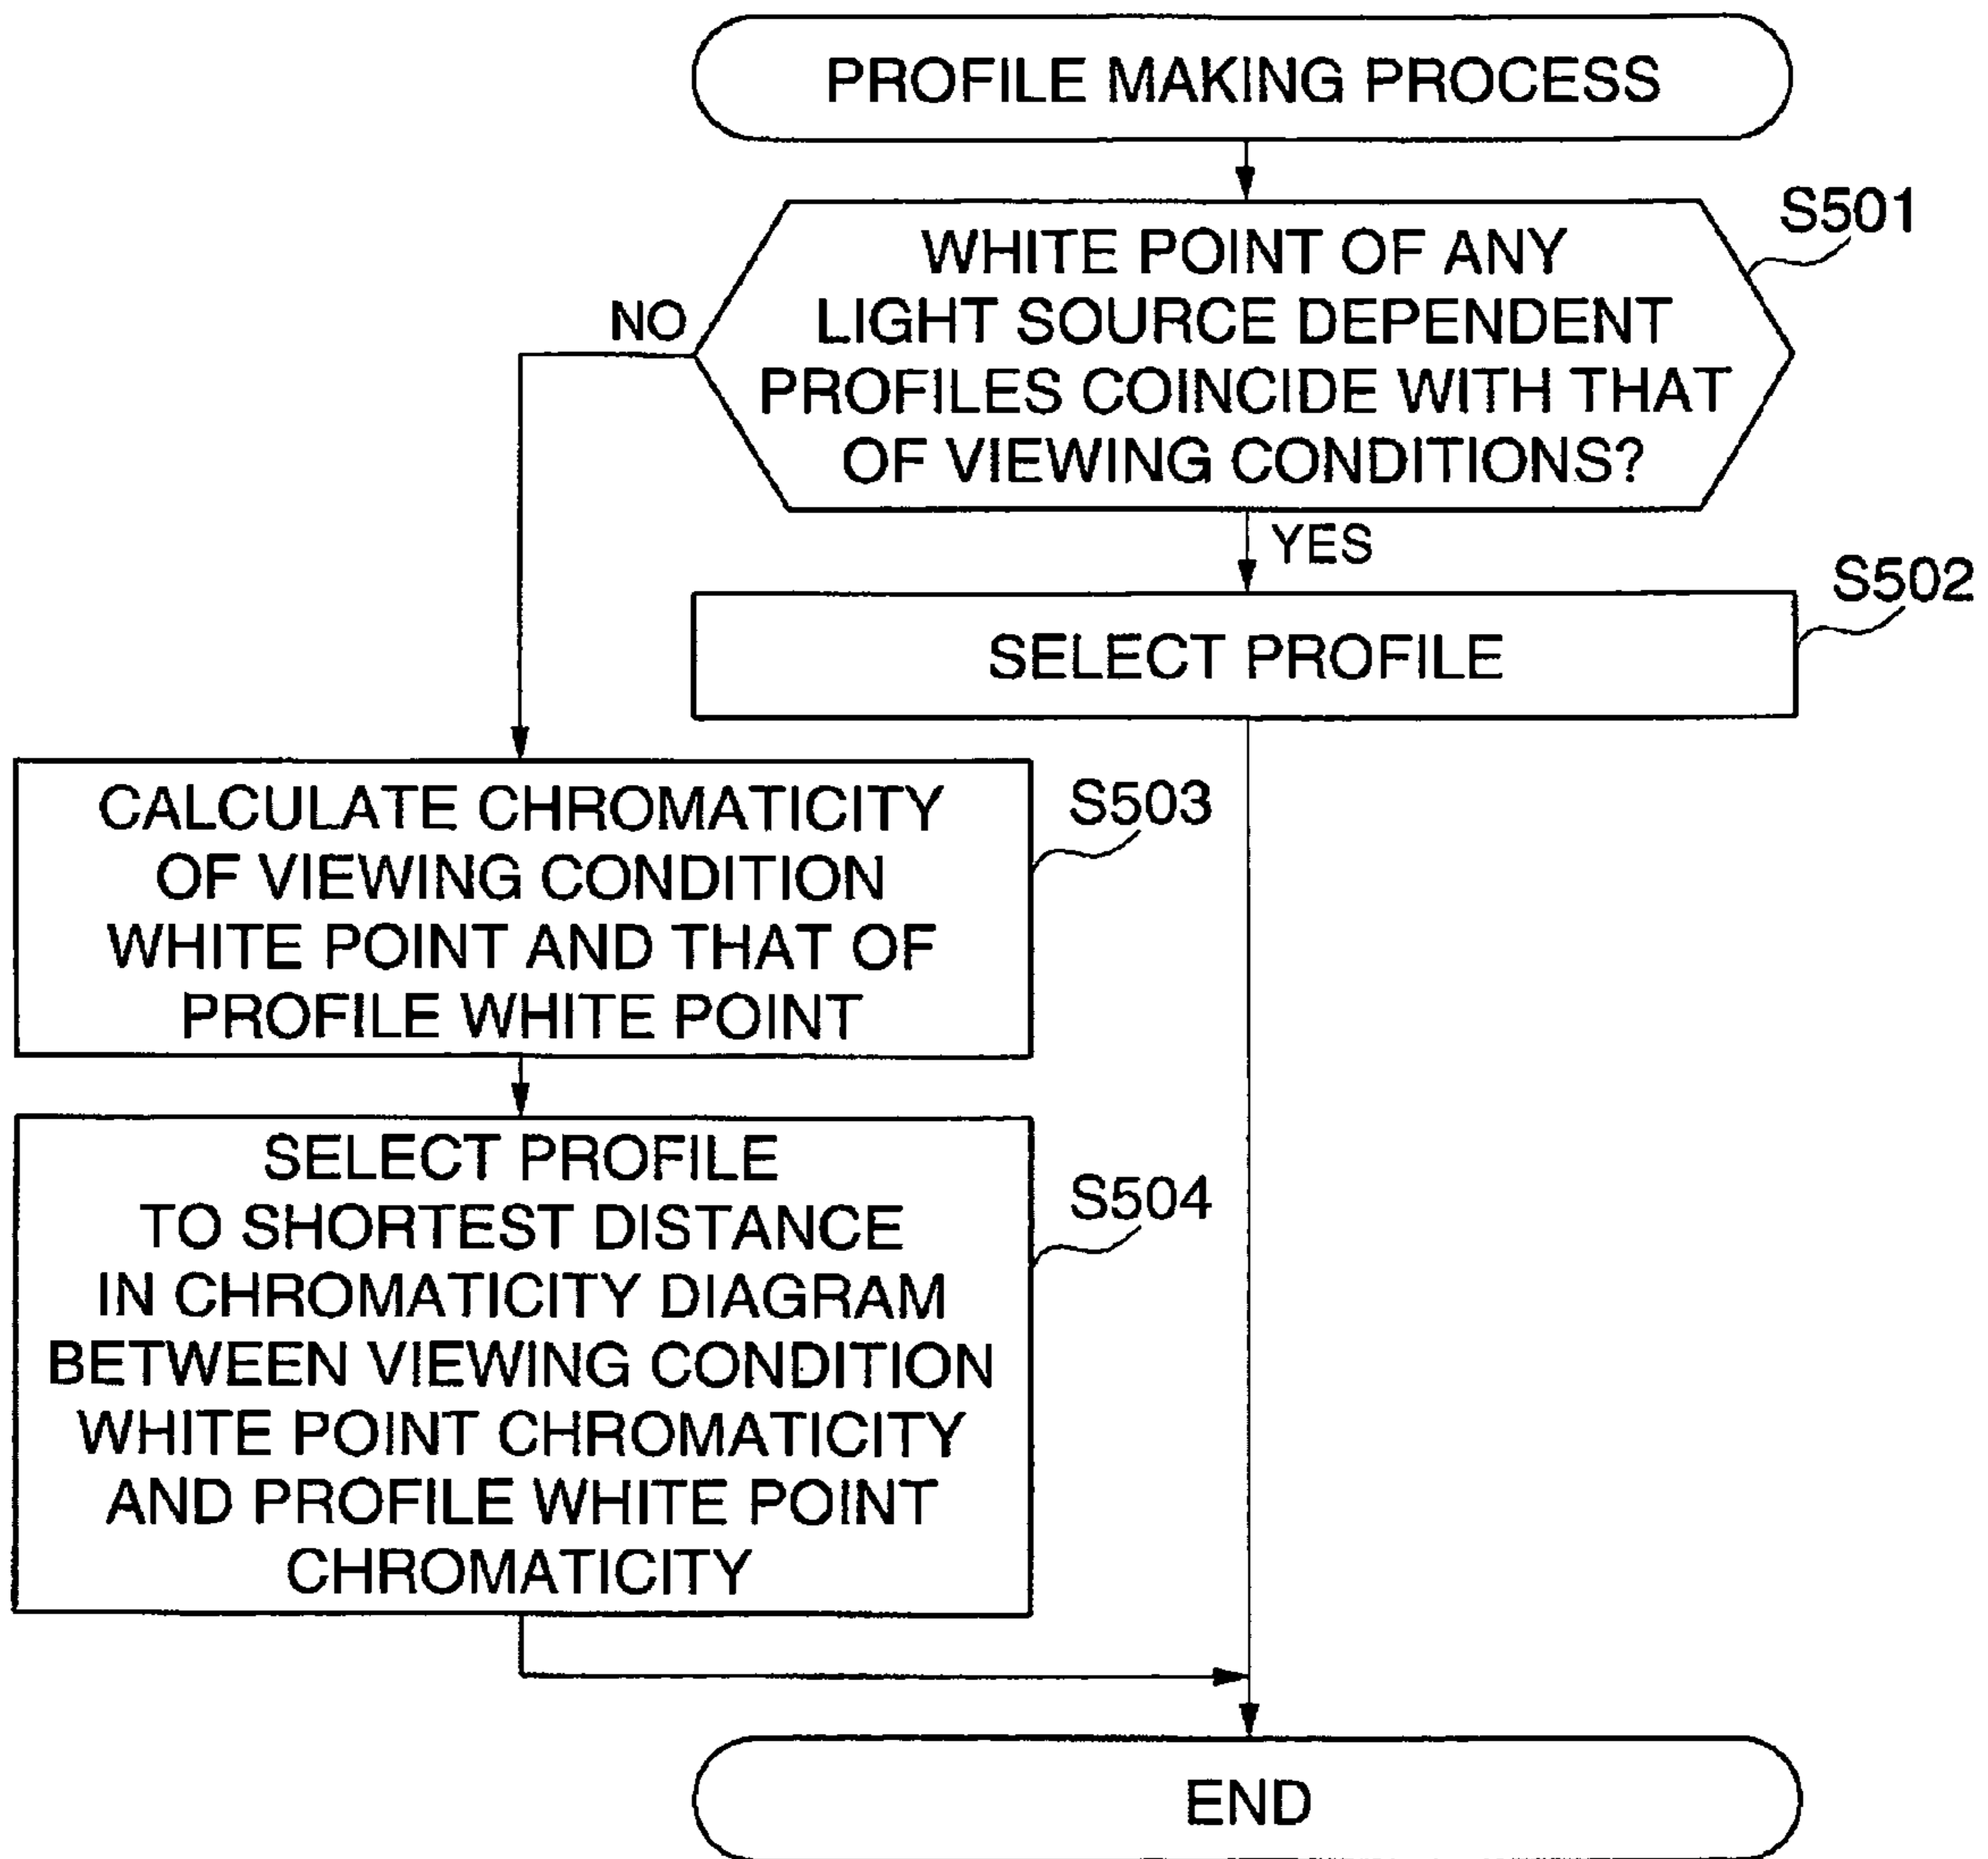 PROFILE MAKING PROCESS
S501
WHITE POINT OF ANY
LIGHT SOURCE DEPENDENT
PROFILES COINCIDE WITH THAT
OF VIEWING CONDITIONS?
NO
YES
S502
SELECT PROFILE
S503
CALCULATE CHROMATICITY
OF VIEWING CONDITION
WHITE POINT AND THAT OF
PROFILE WHITE POINT
S504
SELECT PROFILE
TO SHORTEST DISTANCE
IN CHROMATICITY DIAGRAM
BETWEEN VIEWING CONDITION
WHITE POINT CHROMATICITY
AND PROFILE WHITE POINT
CHROMATICITY
END